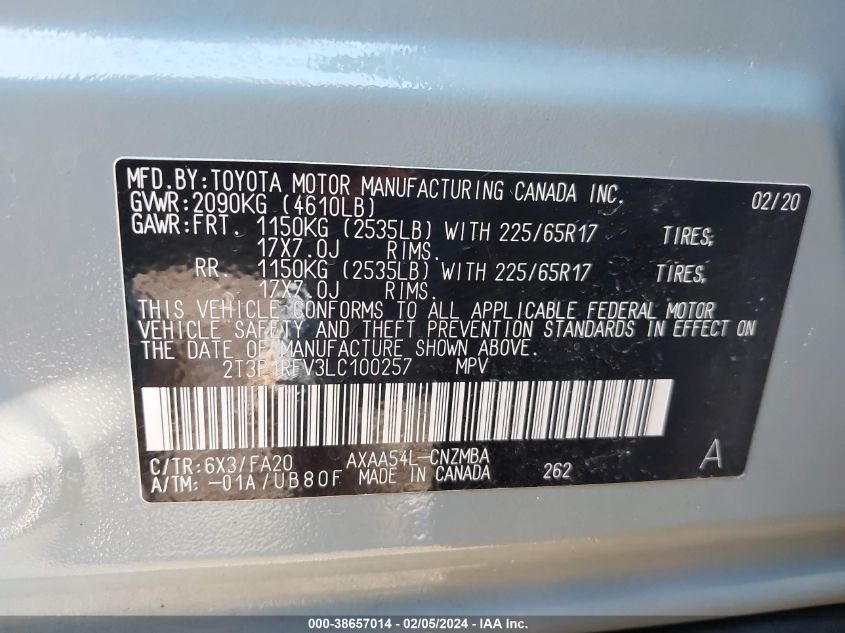 MFD.BY:TOYOTA MOTOR MANUFACTURING CANADA INC. 02/20
GVWR:2090KG (4610LB)
GAWR:FRT. 1150KG (2535LB) WITH 225/65R17 TIRES;
17X7.0J RIMS.
RR. 1150KG (2535LB) WITH 225/65R17 TIRES;
17X7.0J RIMS.
THIS VEHICLE CONFORMS TO ALL APPLICABLE FEDERAL MOTOR
VEHICLE SAFETY AND THEFT PREVENTION STANDARDS IN EFFECT ON
THE DATE OF MANUFACTURE SHOWN ABOVE.
2T3P1RFV3LC100257 MPV
C/TR:6X3/FA20 AXAA54L-CNZMBA
A/TM: -01A/UB80F MADE IN CANADA 262 A
000-38657014 - 02/05/2024 - IAA Inc.